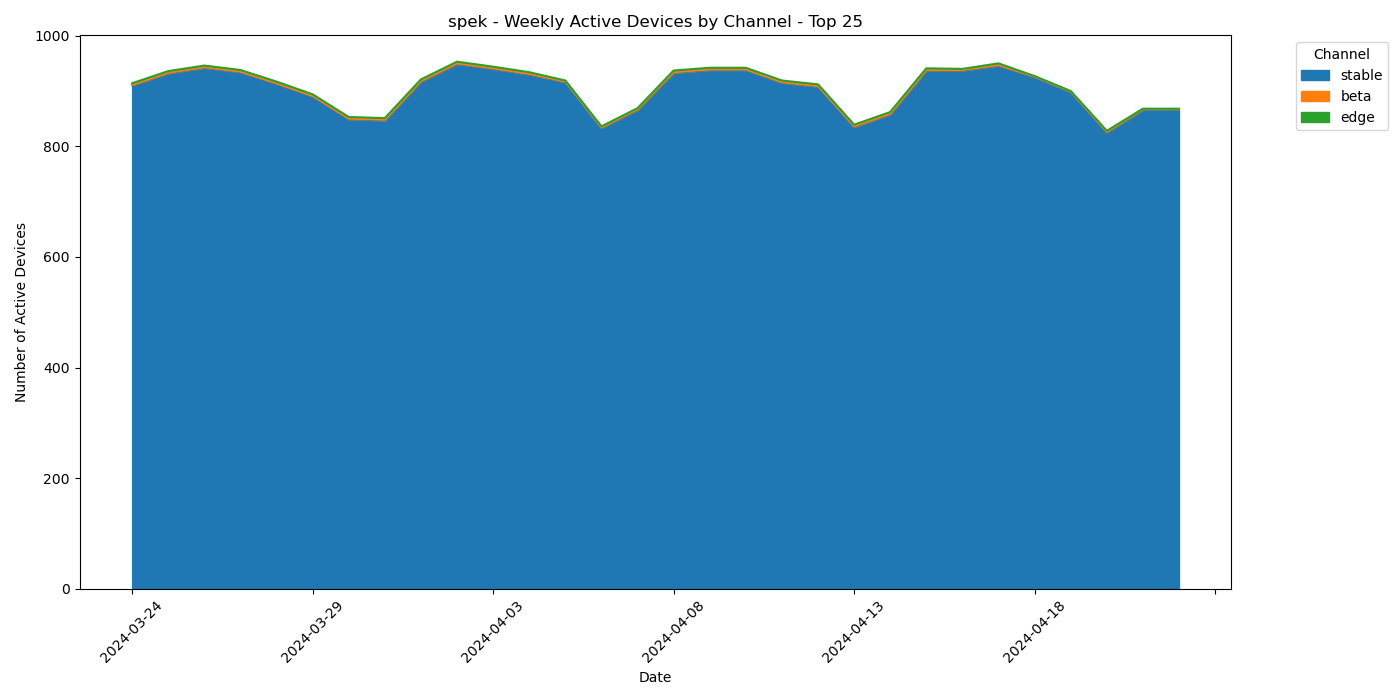 spek - Weekly Active Devices by Channel - Top 25
Number of Active Devices
1000
800
600
400
200
0
2024-03-24
2024-03-29
2024-04-03
2024-04-08
2024-04-13
2024-04-18
Date
Channel
stable
beta
edge